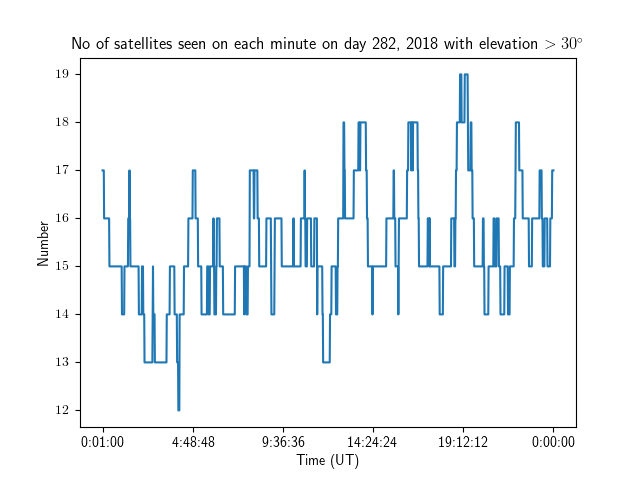 No of satellites seen on each minute on day 282, 2018 with elevation > 30°
19
18
17
16
15
14
13
12
Number
0:01:00 4:48:48 9:36:36 14:24:24 19:12:12 0:00:00
Time (UT)